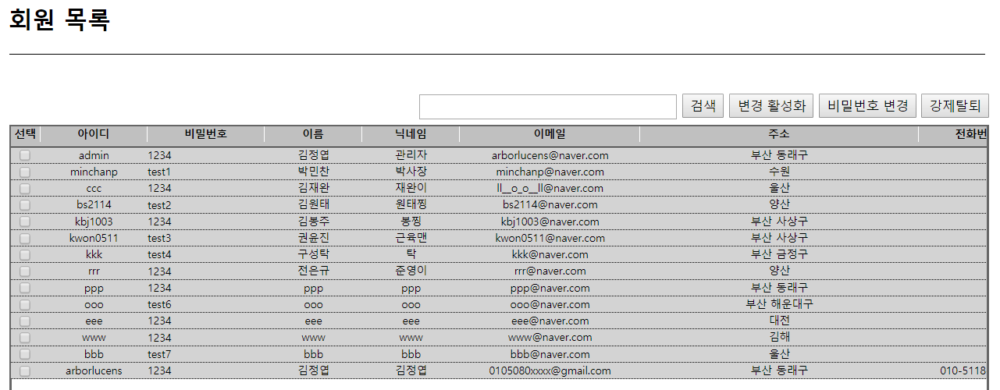 회원 목록
검색 변경 활성화 비밀번호 변경 강제탈퇴
선택 아이디 비밀번호 이름 닉네임 이메일 주소 전화번
admin 1234 김정엽 관리자 arborlucens@naver.com 부산 동래구
minchanp test1 박민찬 박사장 minchanp@naver.com 수원
ccc 1234 김재완 재완이 ll__o_o__ll@naver.com 울산
bs2114 test2 김원태 원태찡 bs2114@naver.com 양산
kbj1003 1234 김봉주 봉찡 kbj1003@naver.com 부산 사상구
kwon0511 test3 권윤진 근육맨 kwon0511@naver.com 부산 사상구
kkk test4 구성탁 탁 kkk@naver.com 부산 금정구
rrr 1234 전은규 준영이 rrr@naver.com 양산
ppp 1234 ppp ppp ppp@naver.com 부산 동래구
ooo test6 ooo ooo ooo@naver.com 부산 해운대구
eee 1234 eee eee eee@naver.com 대전
www 1234 www www www@naver.com 김해
bbb test7 bbb bbb bbb@naver.com 울산
arborlucens 1234 김정엽 김정엽 0105080xxxx@gmail.com 부산 동래구 010-5118